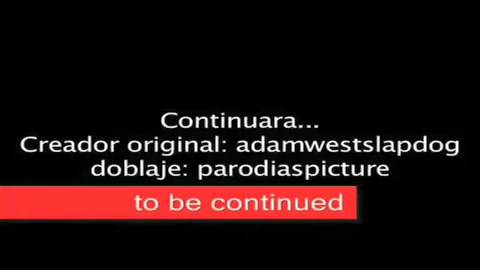 Continuara...
Creador original: adamwestslapdog
doblaje: parodiaspicture
to be continued